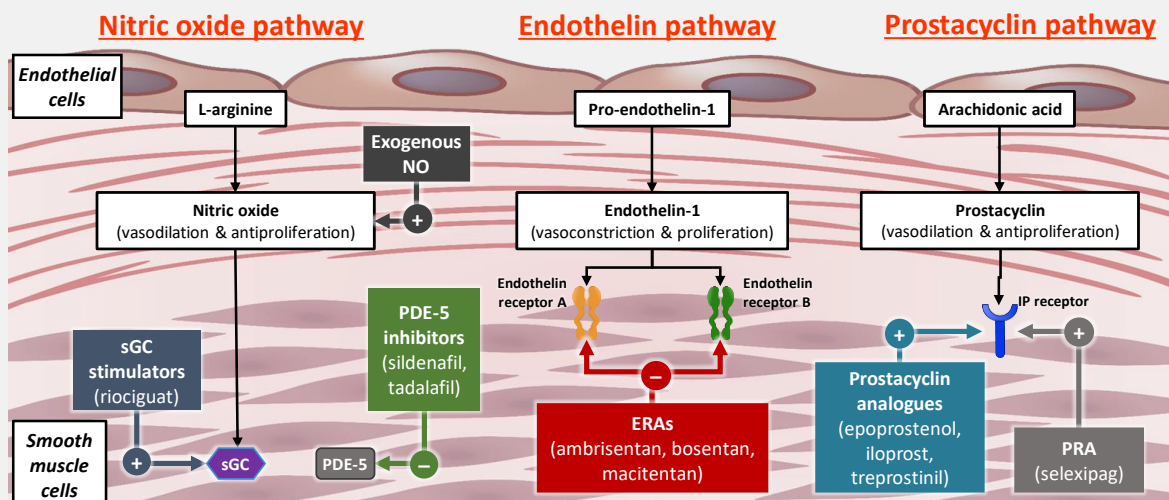 Nitric oxide pathway
Endothelin pathway
Prostacyclin pathway
Endothelial
cells
L-arginine
Pro-endothelin-1
Arachidonic acid
Exogenous
NO
+
Nitric oxide
(vasodilation & antiproliferation)
Endothelin-1
(vasoconstriction & proliferation)
Prostacyclin
(vasodilation & antiproliferation)
Endothelin
receptor A
Endothelin
receptor B
IP receptor
sGC
stimulators
(riociguat)
+
sGC
PDE-5
inhibitors
(sildenafil,
tadalafil)
−
PDE-5
−
ERAs
(ambrisentan, bosentan,
macitentan)
+
Prostacyclin
analogues
(epoprostenol,
iloprost,
treprostinil)
+
PRA
(selexipag)
Smooth
muscle
cells